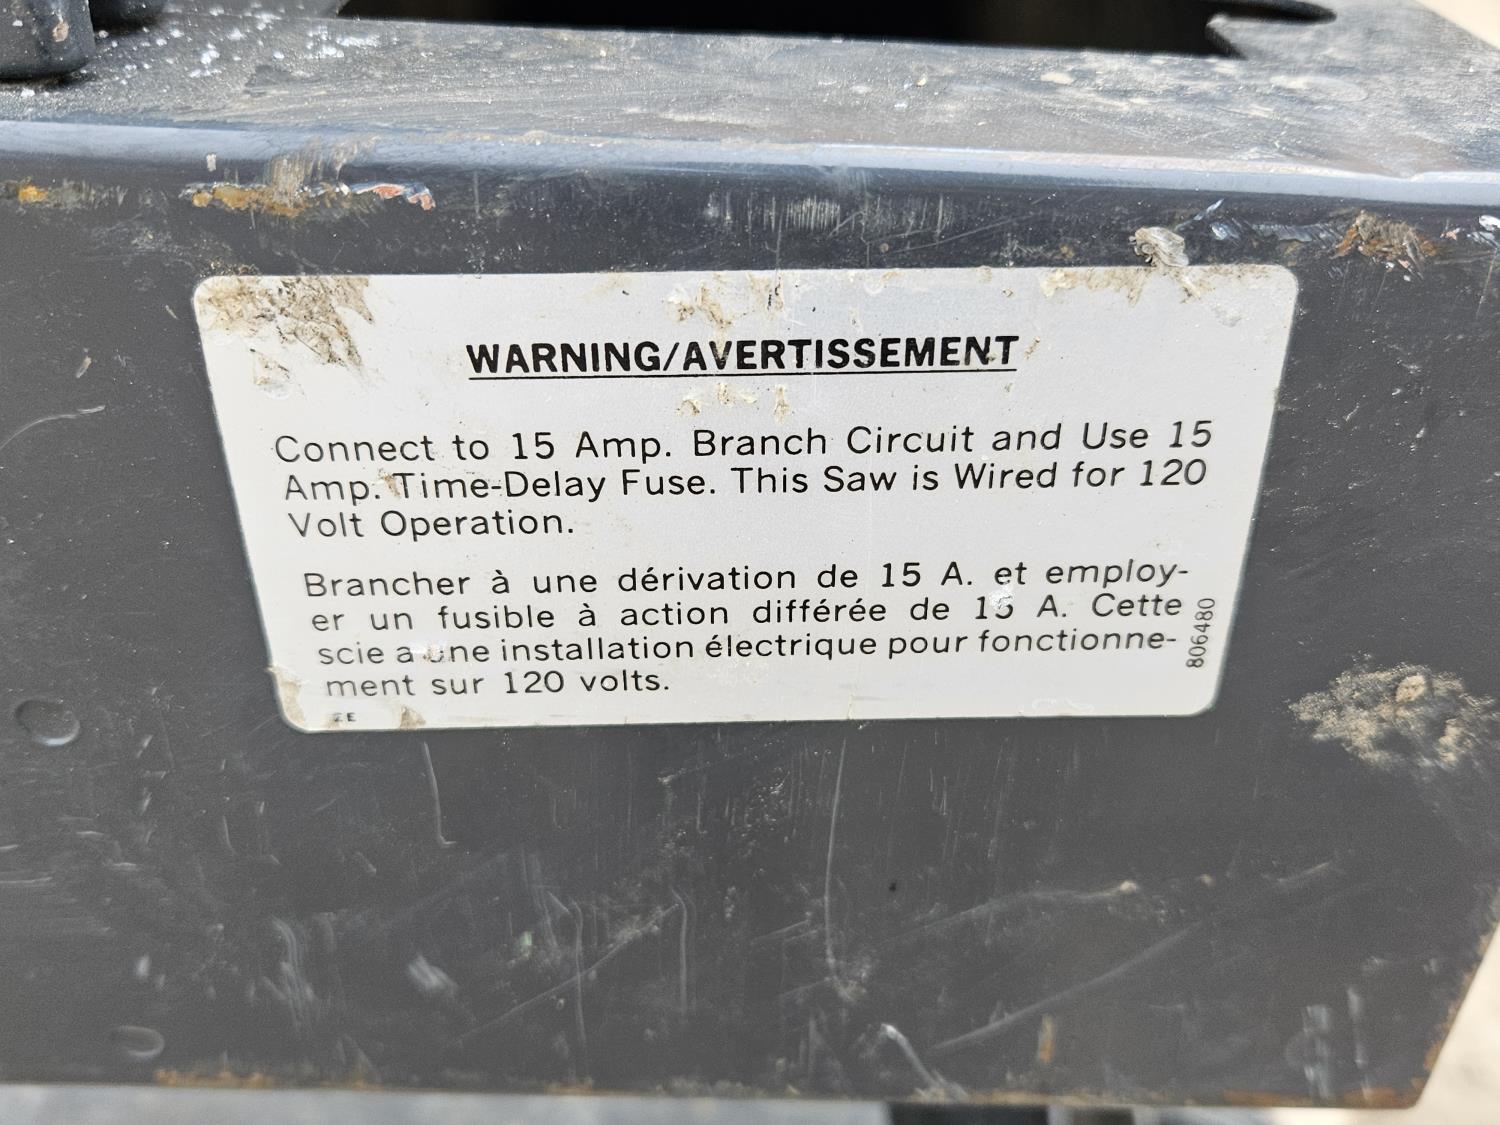 WARNING/AVERTISSEMENT
Connect to 15 Amp. Branch Circuit and Use 15
Amp. Time-Delay Fuse. This Saw is Wired for 120
Volt Operation.
Brancher à une dérivation de 15 A. et employ-
er un fusible à action différée de 15 A. Cette
scie a une installation électrique pour fonctionne-
ment sur 120 volts.
806480